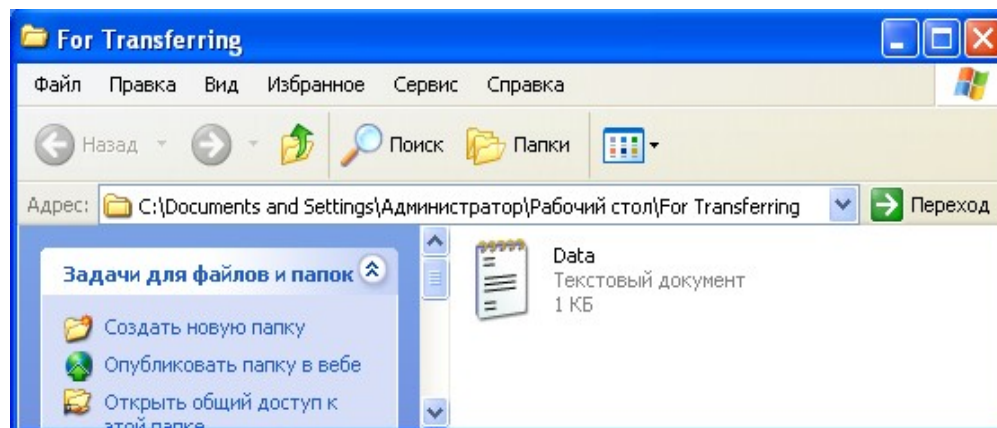 For Transferring
Файл Правка Вид Избранное Сервис Справка
Назад Поиск Папки
Адрес: C:\Documents and Settings\Администратор\Рабочий стол\For Transferring Переход
Задачи для файлов и папок
Создать новую папку
Опубликовать папку в вебе
Открыть общий доступ к
этой папке
Data
Текстовый документ
1 КБ